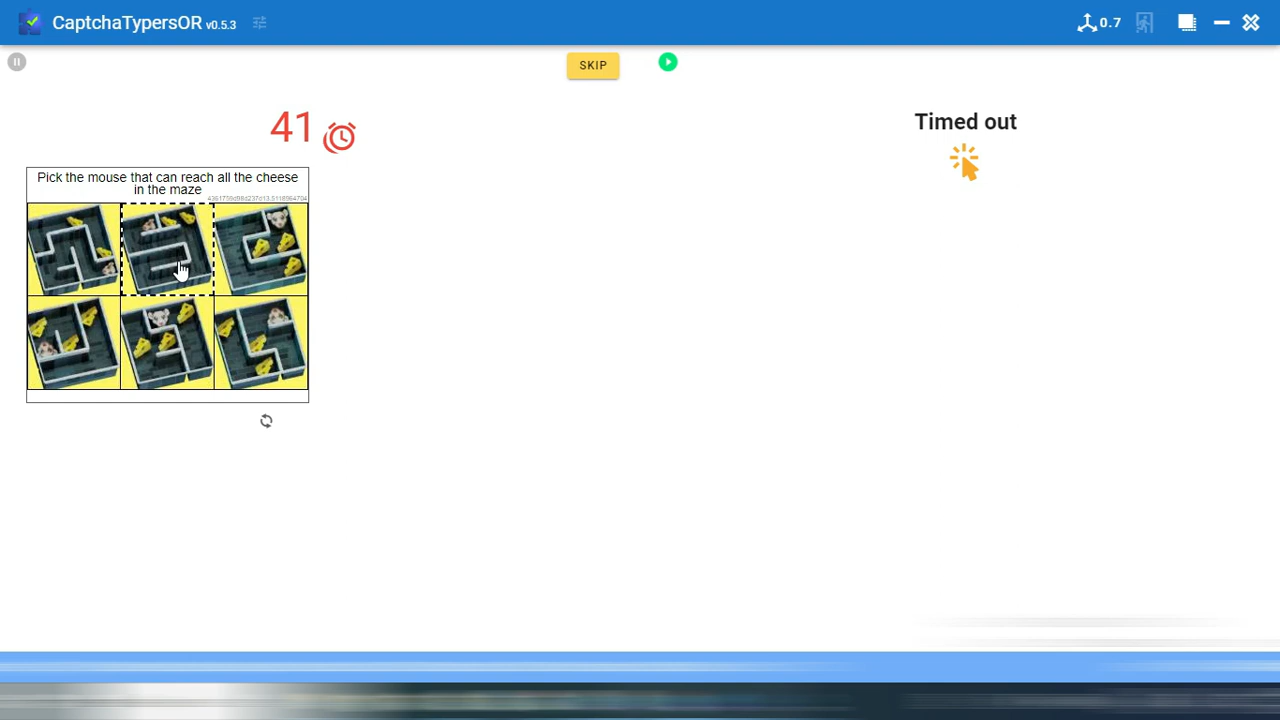 CaptchaTypersOR v0.5.3
0.7
SKIP
41
Timed out
Pick the mouse that can reach all the cheese
in the maze